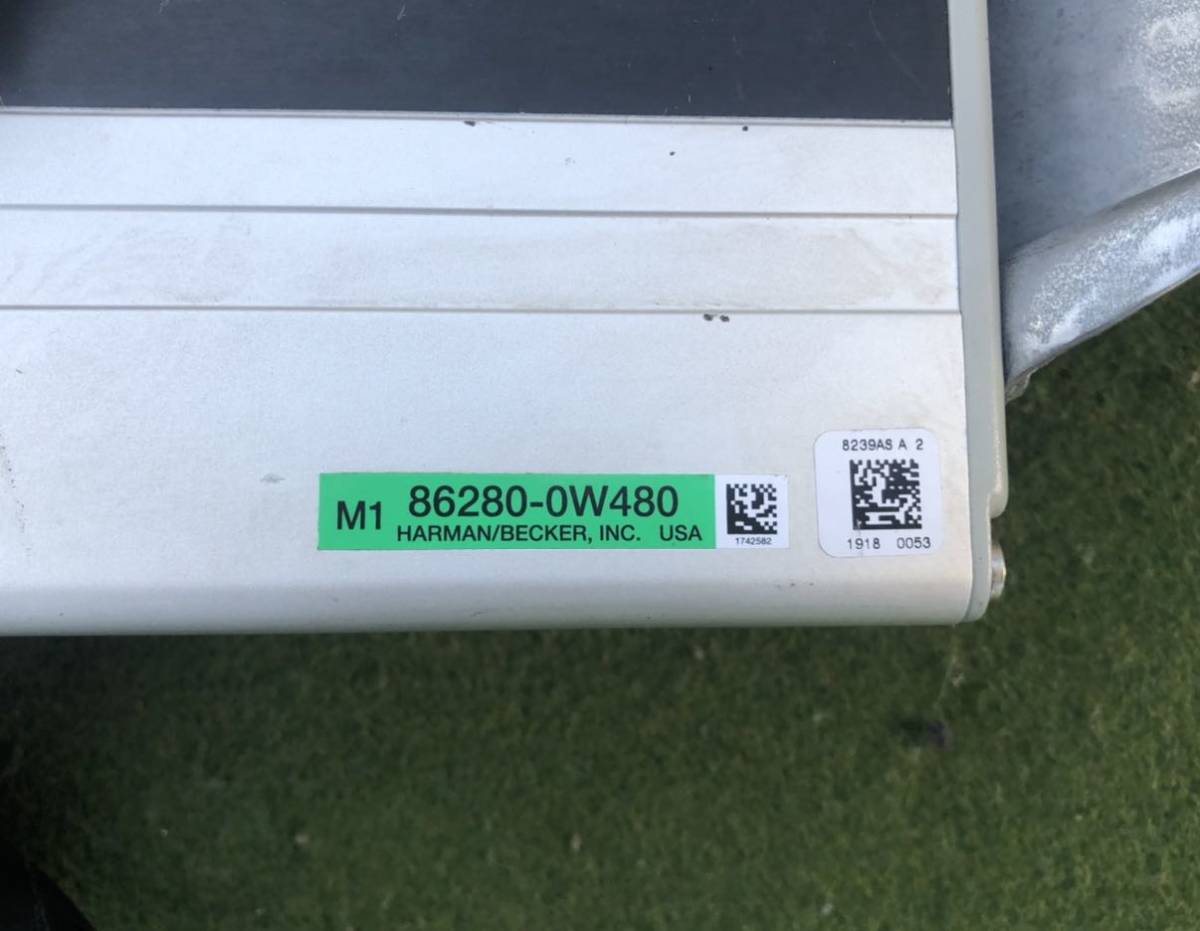 M1 86280-0W480
HARMAN/BECKER, INC. USA
1742582
8239AS A 2
1918 0053